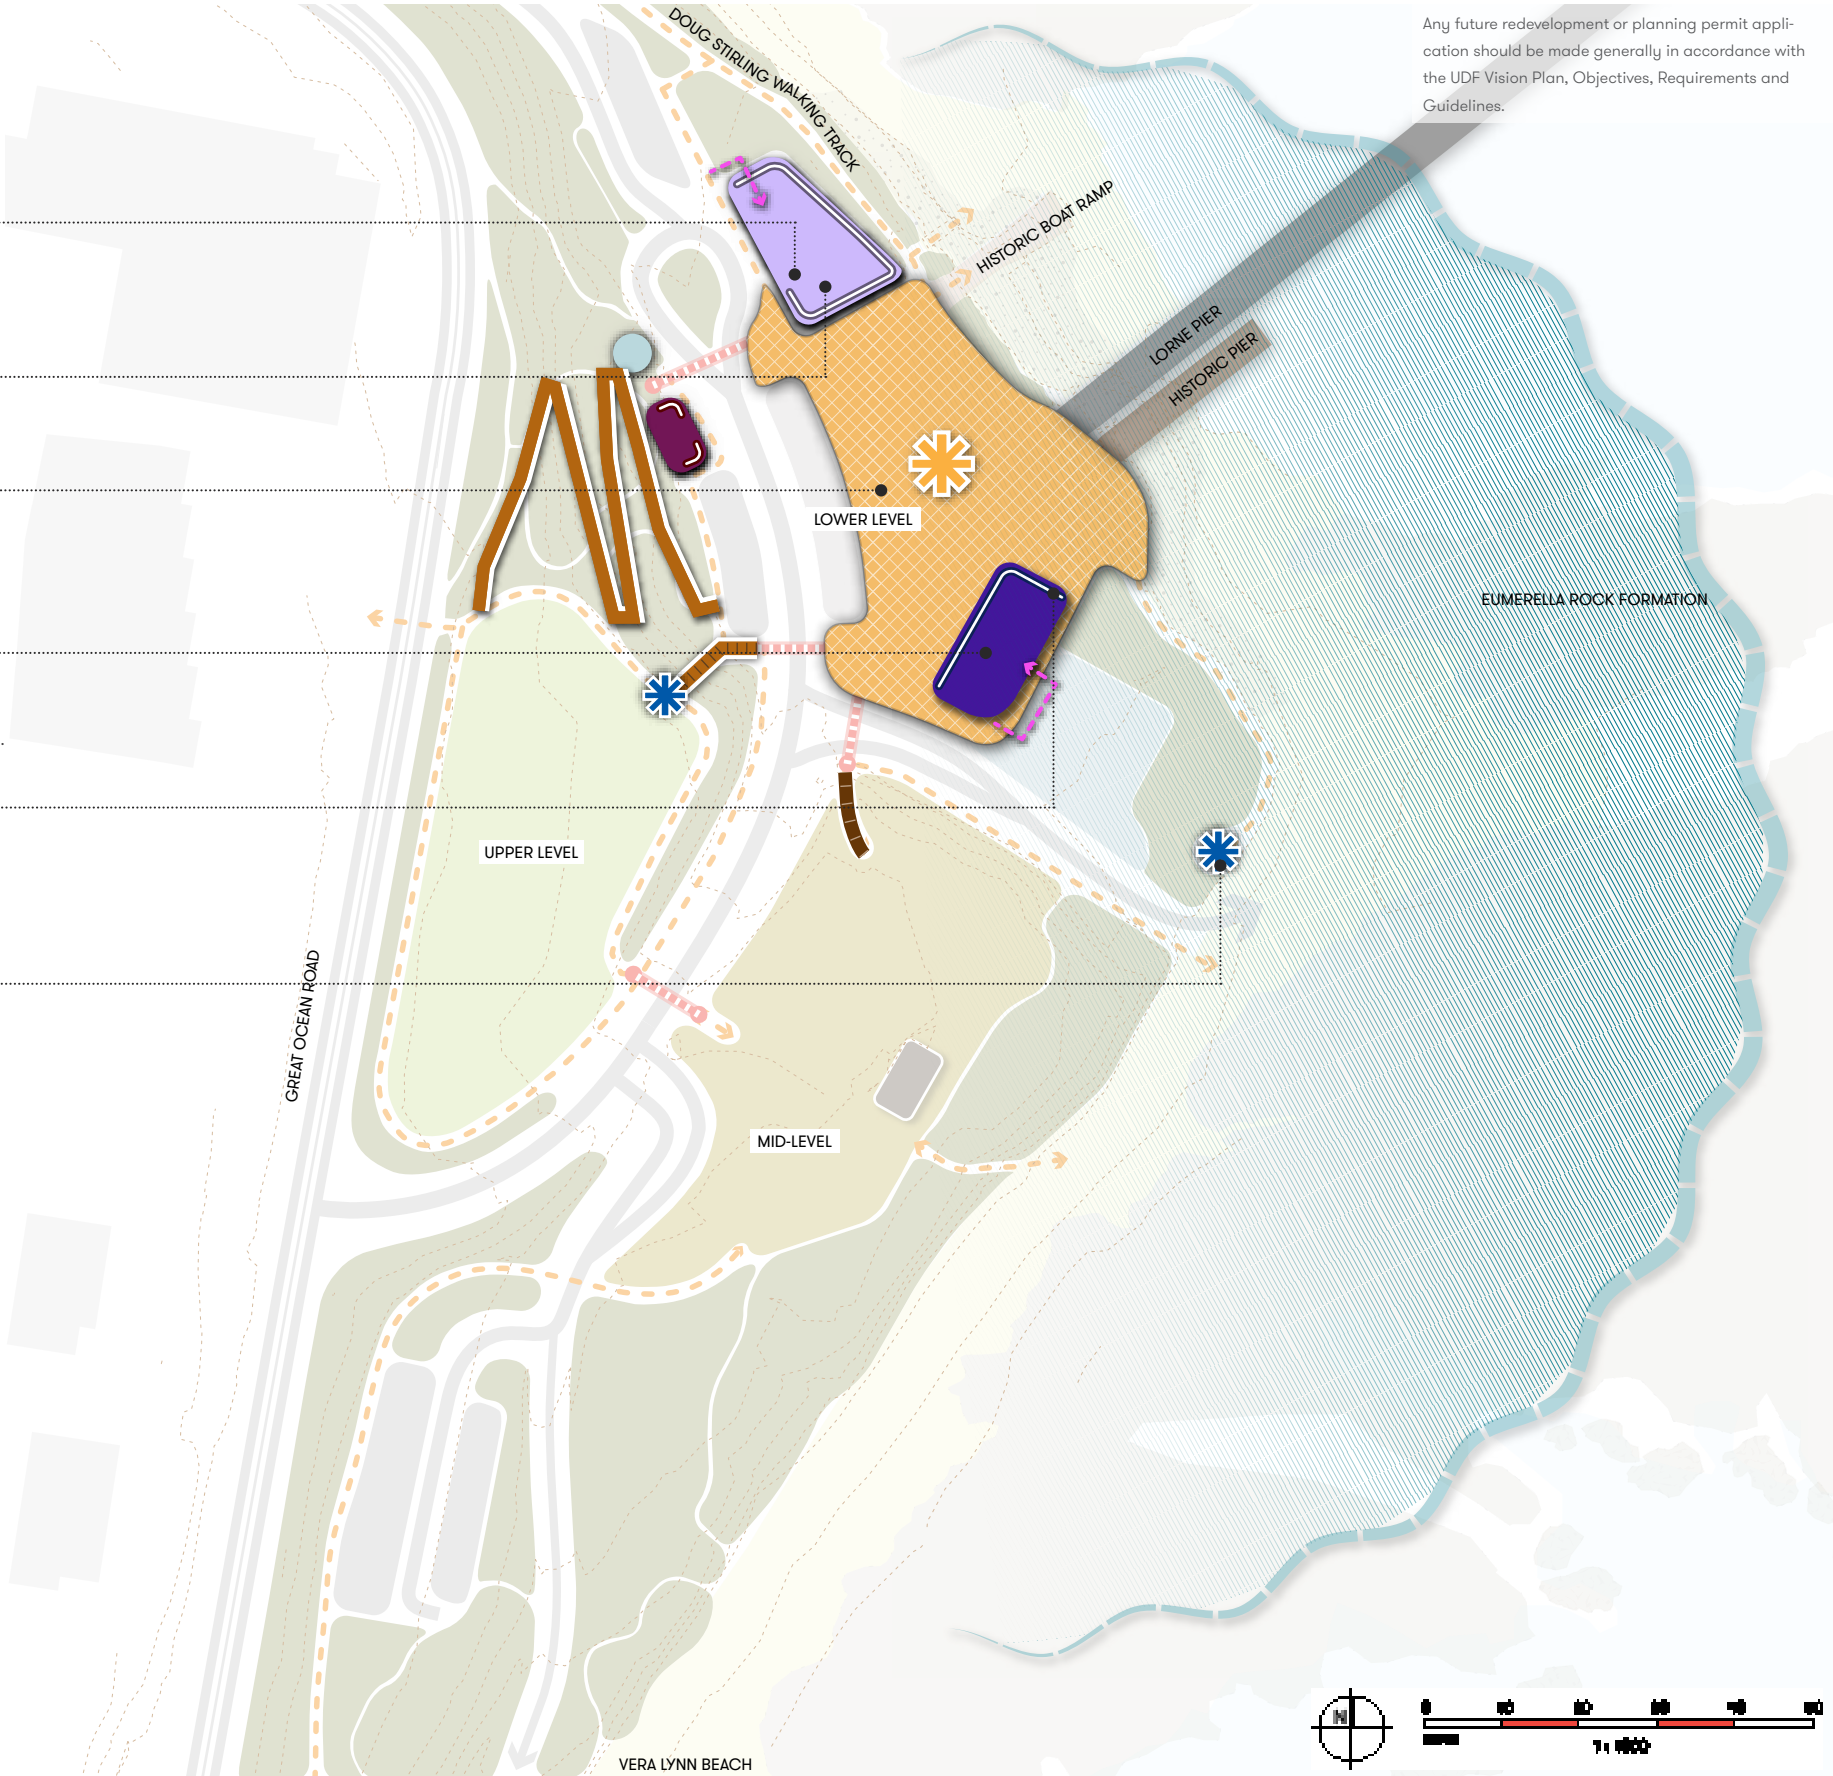 Any future redevelopment or planning permit appli-
cation should be made generally in accordance with
the UDF Vision Plan, Objectives, Requirements and
Guidelines.
DOUG STIRLING WALKING TRACK
HISTORIC BOAT RAMP
LORNE PIER
HISTORIC PIER
LOWER LEVEL
EUMERELLA ROCK FORMATION
UPPER LEVEL
GREAT OCEAN ROAD
MID-LEVEL
N
0
VERA LYNN BEACH